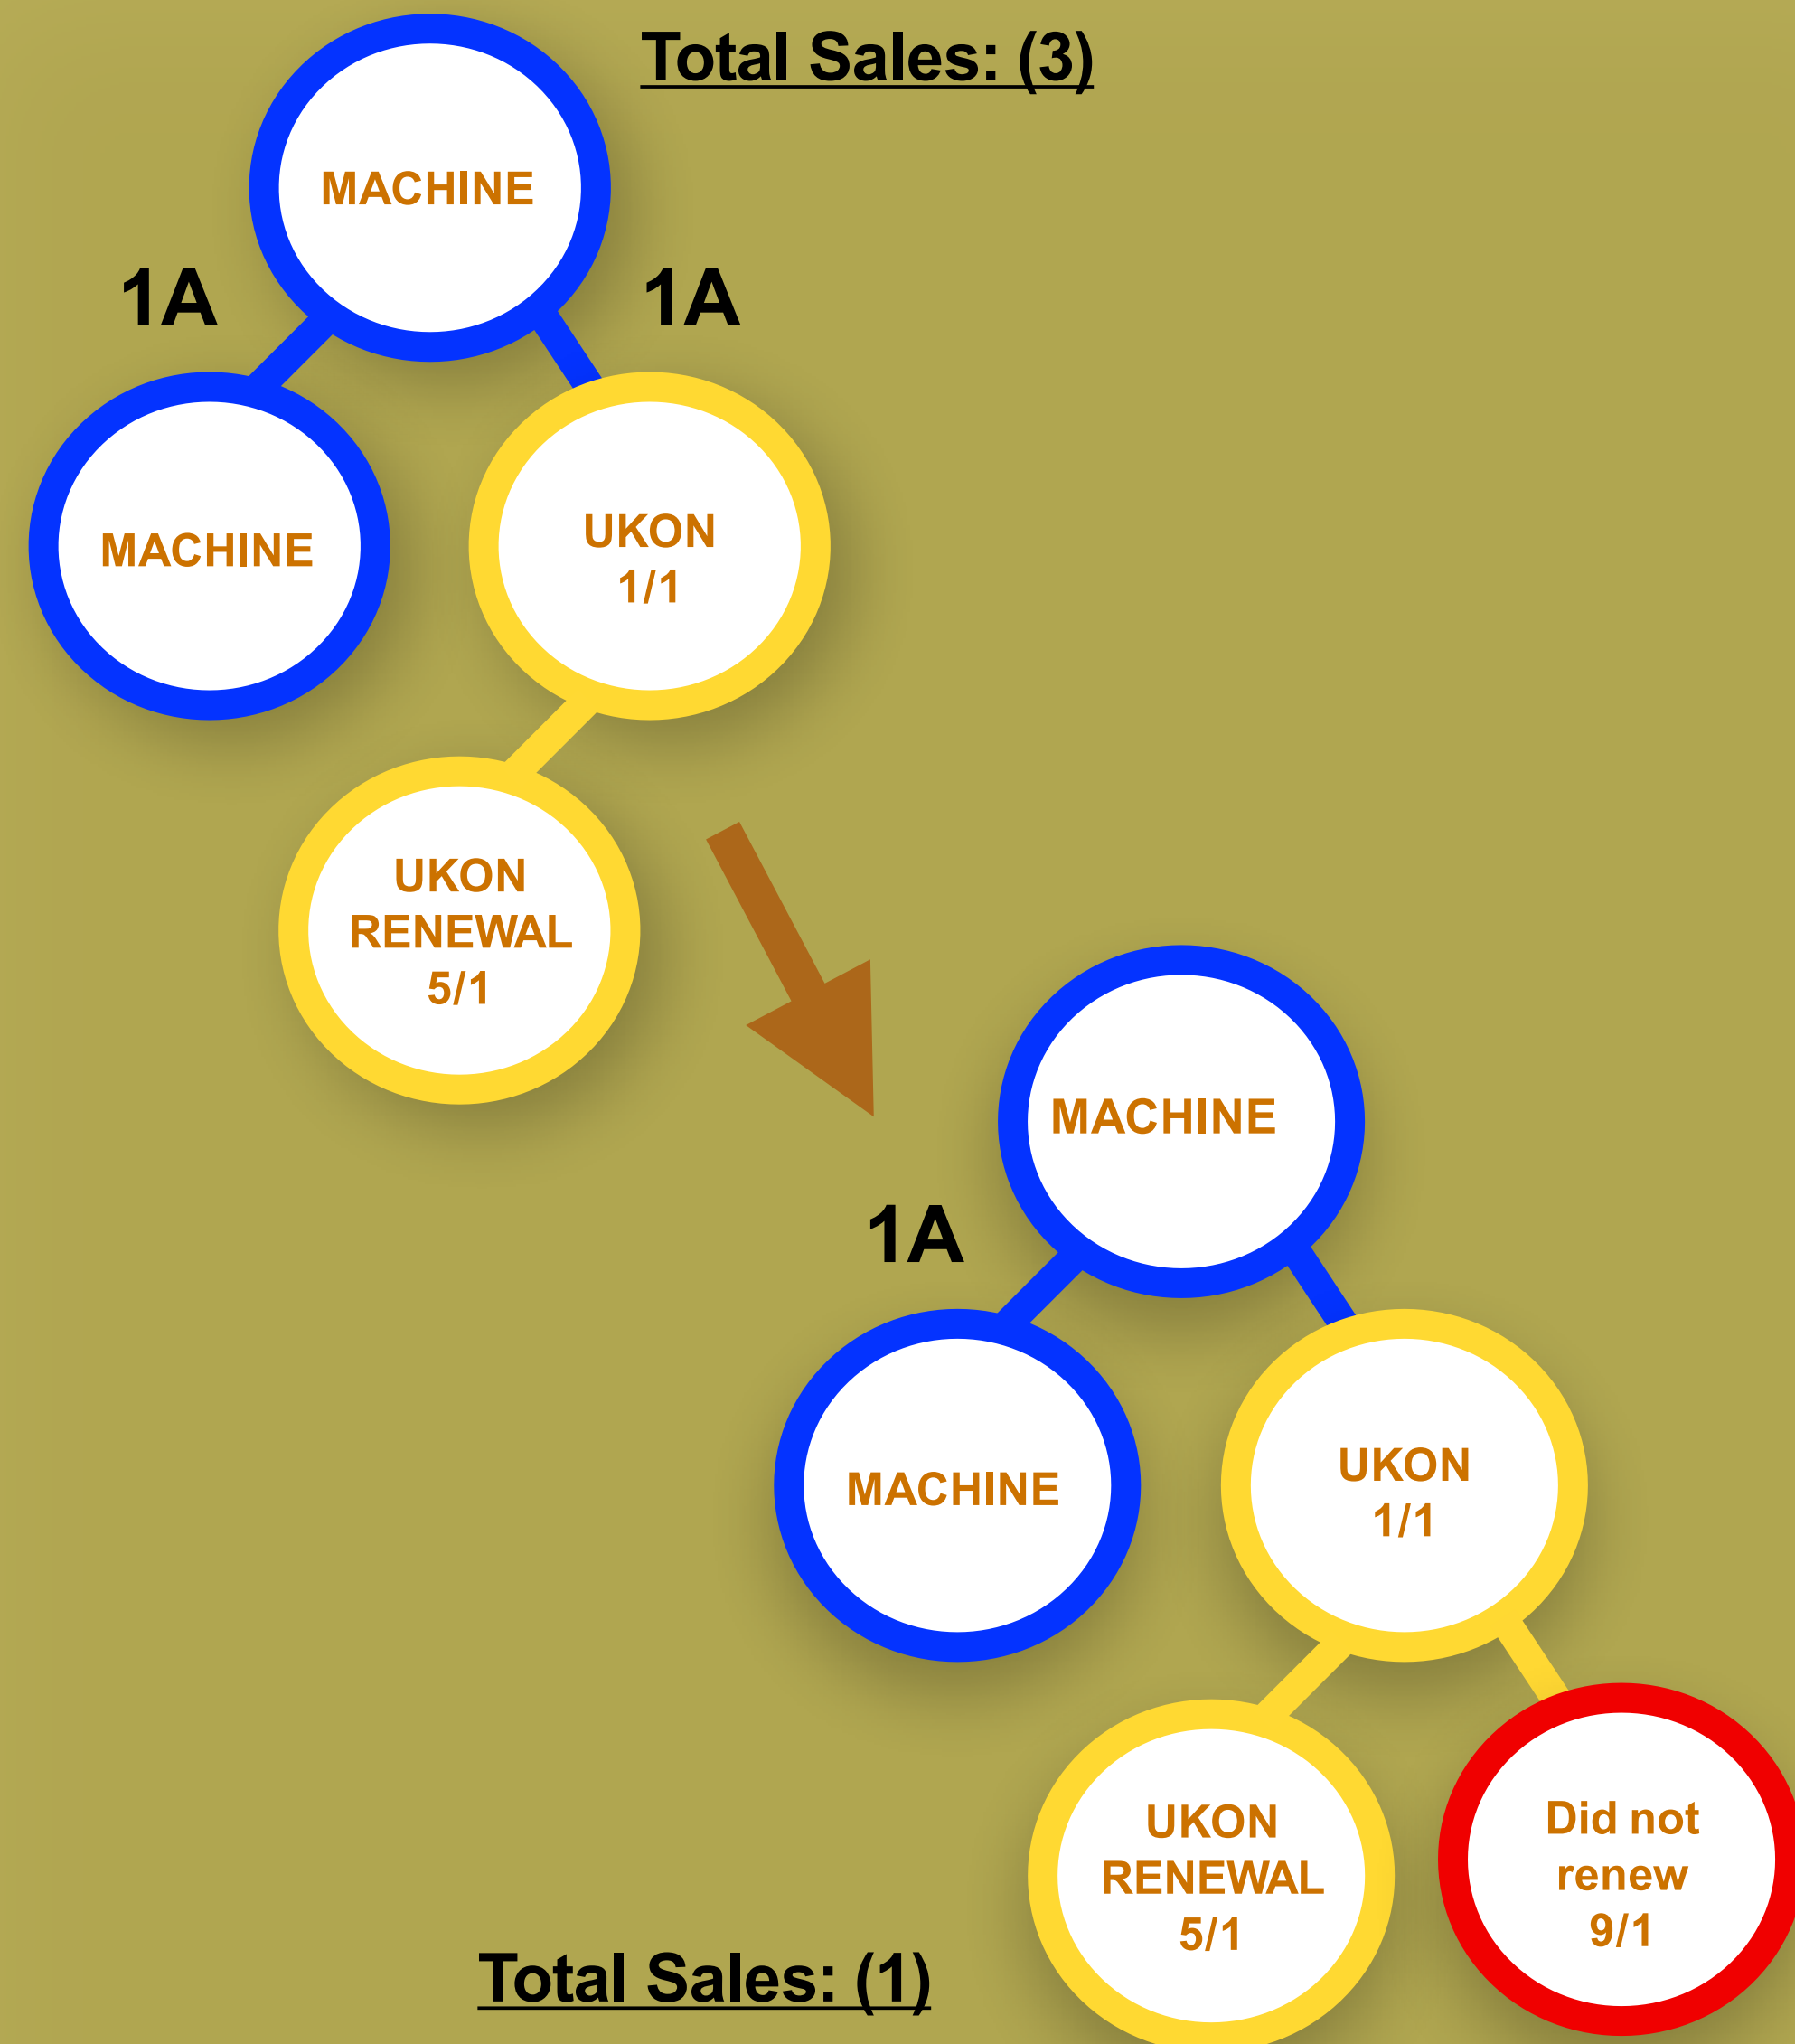 Total Sales: (3)
MACHINE
1A
1A
MACHINE
UKON
1/1
UKON
RENEWAL
5/1
MACHINE
1A
MACHINE
UKON
1/1
UKON
RENEWAL
5/1
Did not
renew
9/1
Total Sales: (1)